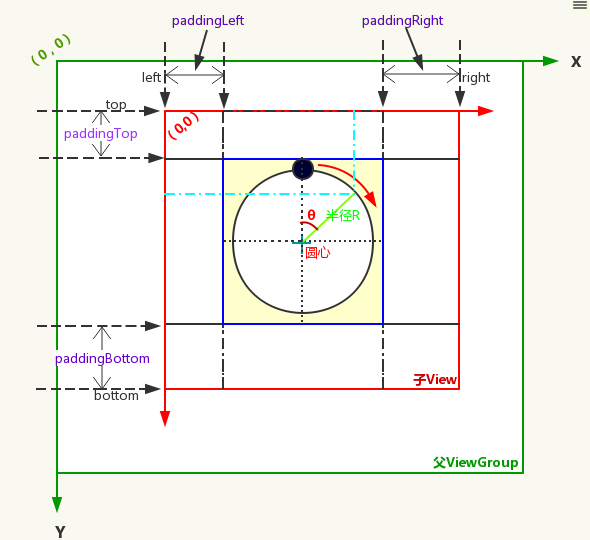 paddingLeft
paddingRight
(0,0)
X
left
right
top
(0,0)
paddingTop
θ
半径R
圆心
paddingBottom
子View
bottom
父ViewGroup
Y